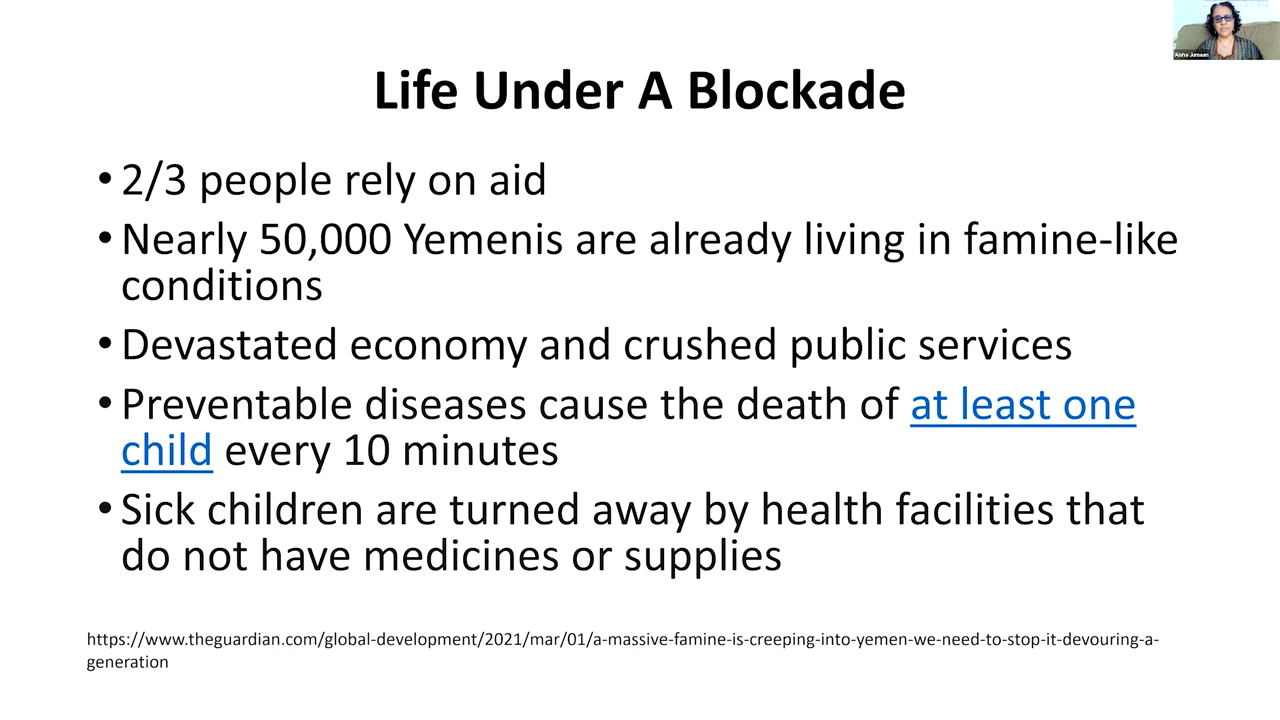 Aisha Jumaan
Life Under A Blockade
• 2/3 people rely on aid
• Nearly 50,000 Yemenis are already living in famine-like
conditions
• Devastated economy and crushed public services
• Preventable diseases cause the death of at least one
child every 10 minutes
• Sick children are turned away by health facilities that
do not have medicines or supplies
https://www.theguardian.com/global-development/2021/mar/01/a-massive-famine-is-creeping-into-yemen-we-need-to-stop-it-devouring-a-
generation